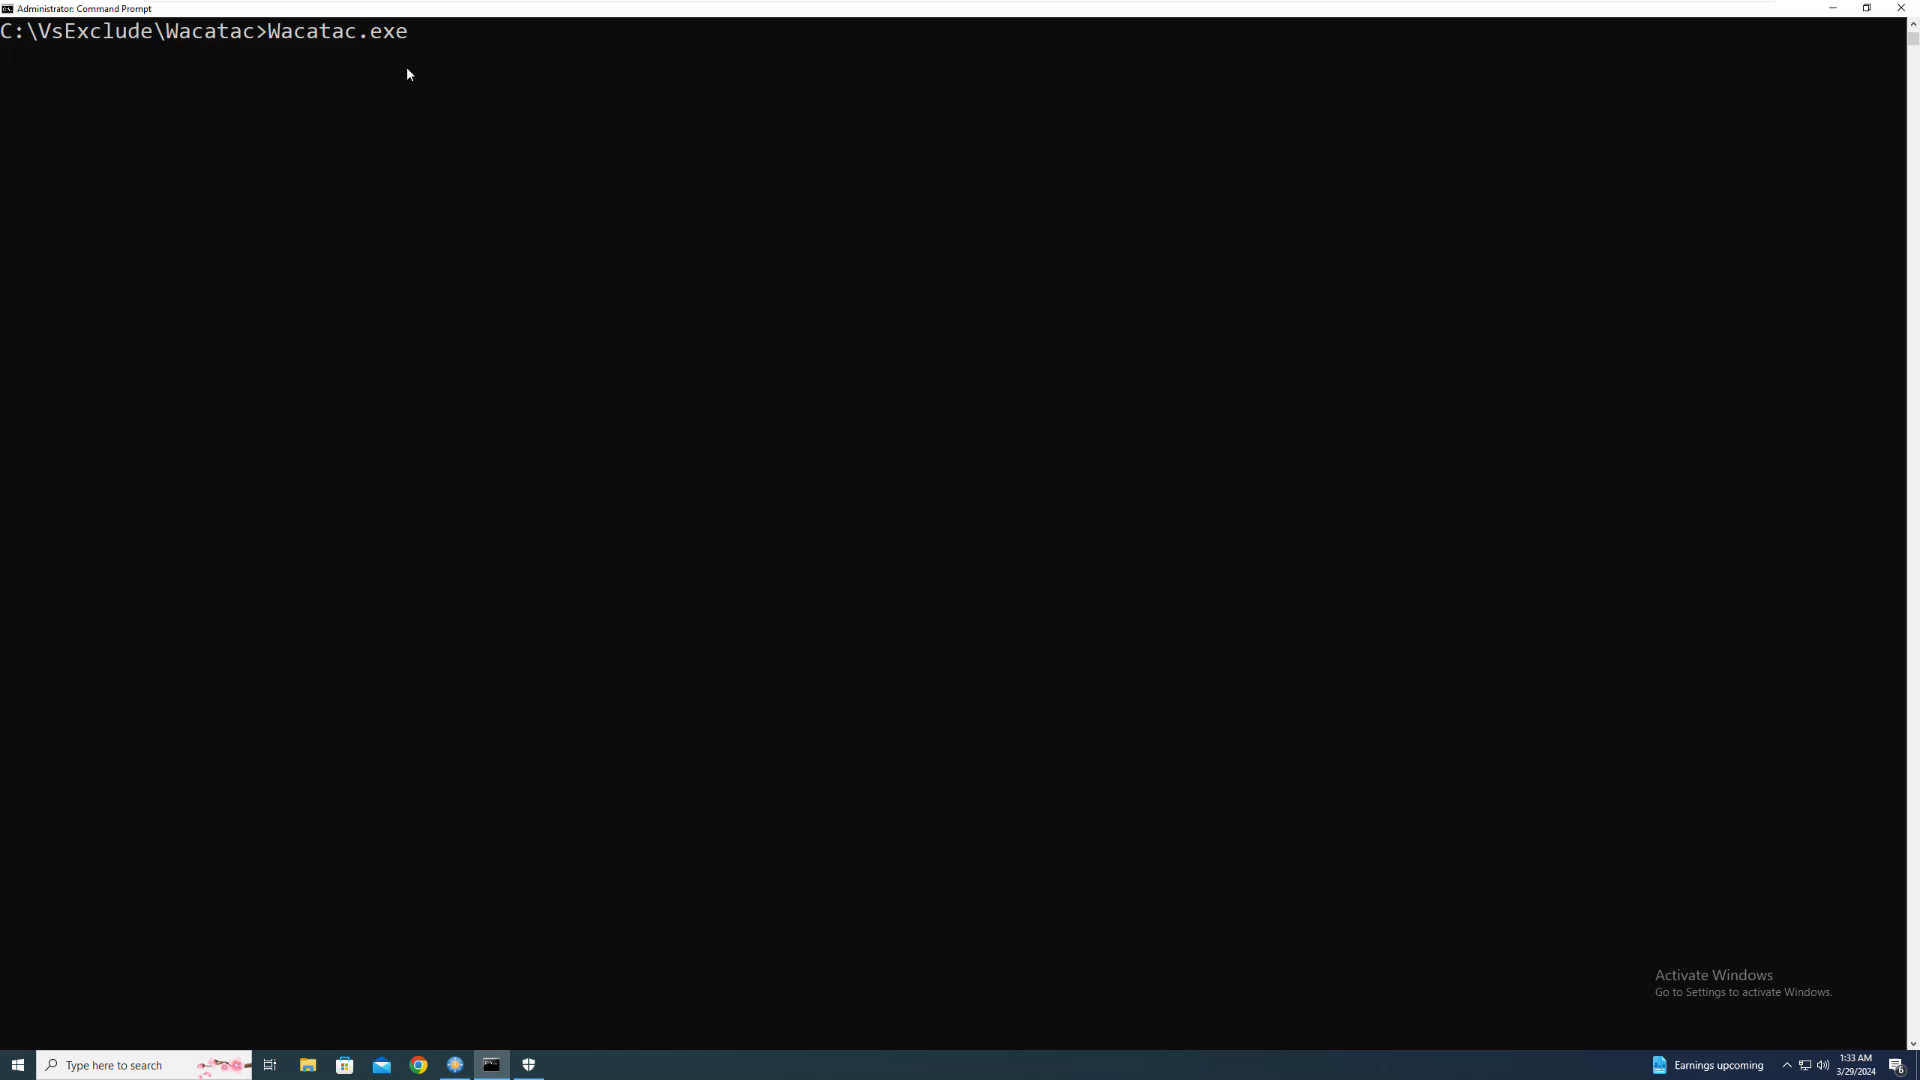 Administrator: Command Prompt
C:\VsExclude\Wacatac>Wacatac.exe
Activate Windows
Go to Settings to activate Windows.
Type here to search
Earnings upcoming
1:33 AM
3/29/2024
6